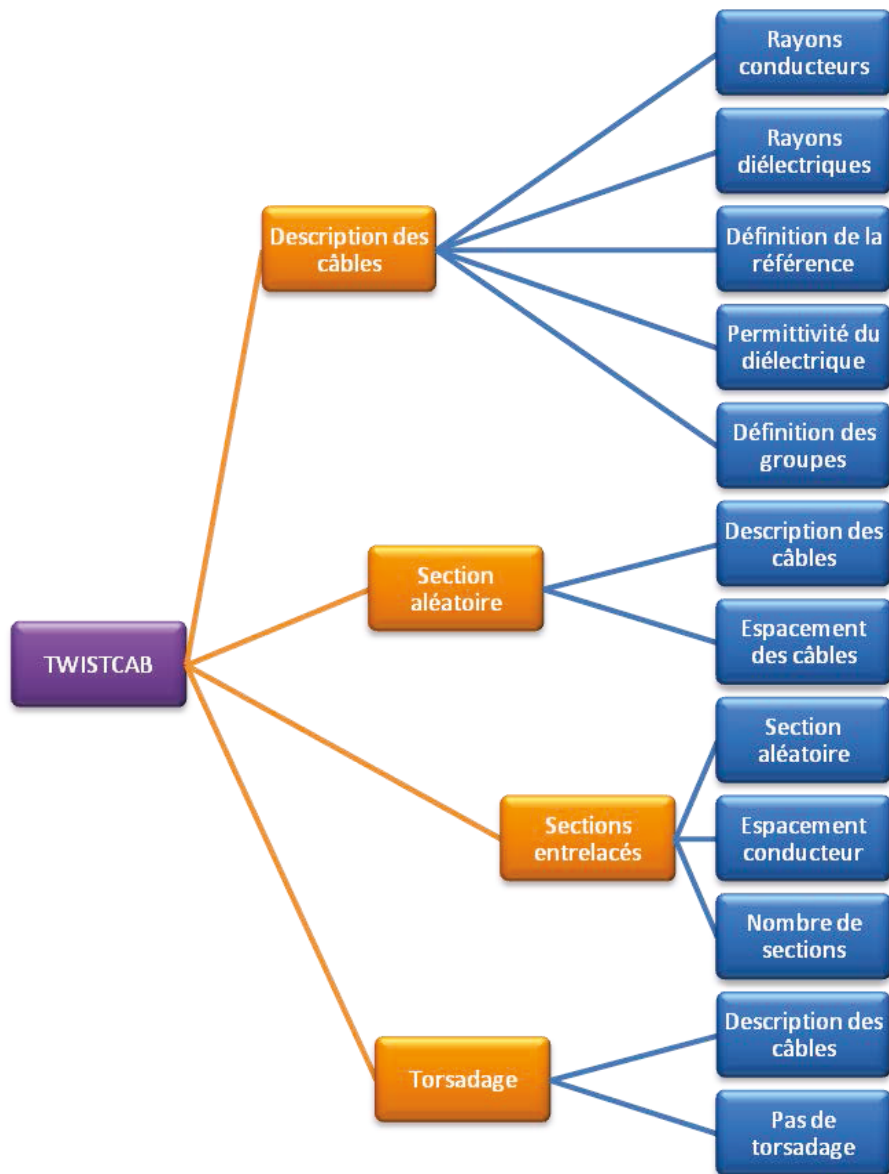 Rayons
conducteurs
Rayons
diélectriques
Description des
câbles
Définition de la
référence
Permittivité du
diélectrique
Définition des
groupes
Description des
câbles
Section
aléatoire
Espacement
des câbles
TWISTCAB
Section
aléatoire
Sections
entrelacés
Espacement
conducteur
Nombre de
sections
Description des
câbles
Torsadage
Pas de
torsadage